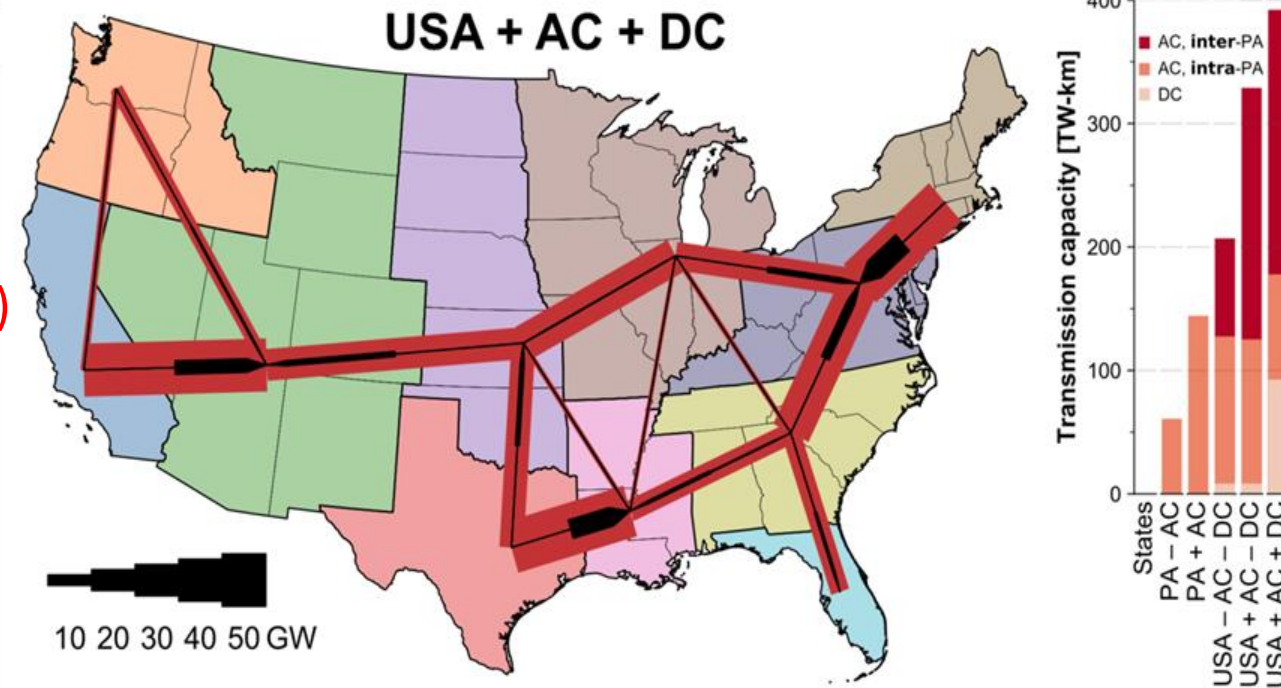 USA + AC + DC
)
10 20 30 40 50 GW
Transmission capacity [TW-km]
400
300
200
100
0
AC, inter-PA
AC, intra-PA
DC
States
PA – AC
PA + AC
USA – AC – DC
USA + AC – DC
USA + AC + DC